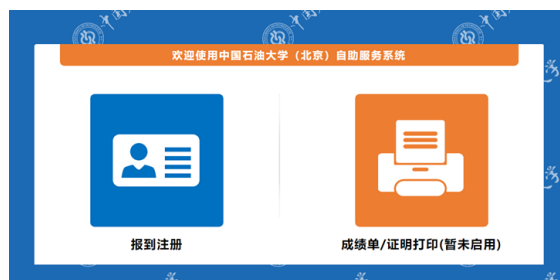 欢迎使用中国石油大学（北京）自助服务系统
报到注册
成绩单/证明打印(暂未启用)